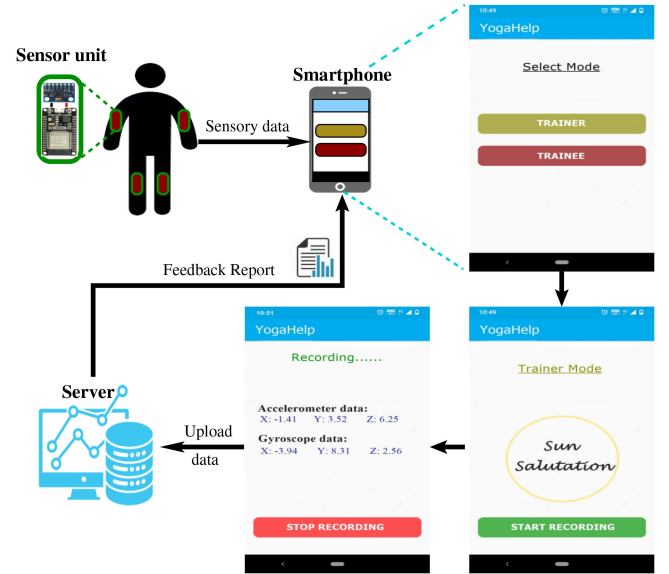 Sensor unit
Sensory data
Smartphone
10:49
YogaHelp
Select Mode
TRAINER
TRAINEE
Feedback Report
10:49
YogaHelp
Trainer Mode
Sun
Salutation
START RECORDING
10:51
YogaHelp
Recording......
Accelerometer data:
X: -1.41 Y: 3.52 Z: 6.25
Gyroscope data:
X: -3.94 Y: 8.31 Z: 2.56
STOP RECORDING
Upload
data
Server